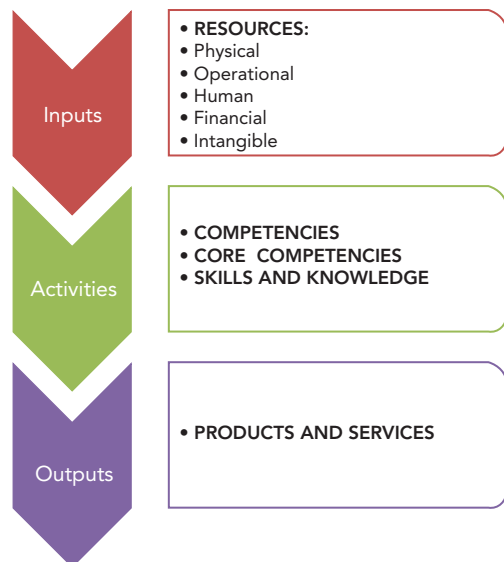 Inputs
• RESOURCES:
• Physical
• Operational
• Human
• Financial
• Intangible
Activities
• COMPETENCIES
• CORE COMPETENCIES
• SKILLS AND KNOWLEDGE
Outputs
• PRODUCTS AND SERVICES